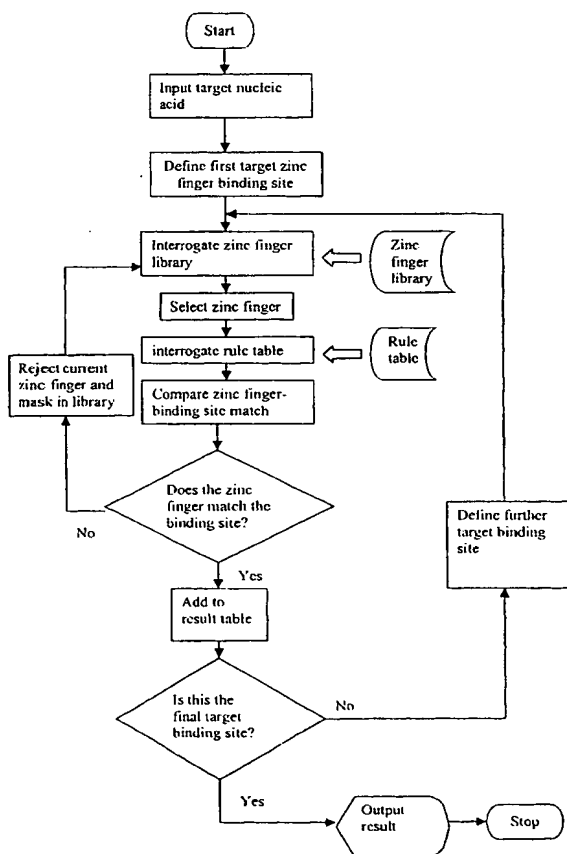 Start
Input target nucleic
acid
Define first target zinc
finger binding site
Interrogate zinc finger
library
Zinc
finger
library
Select zinc finger
interrogate rule table
Rule
table
Reject current
zinc finger and
mask in library
Compare zinc finger-
binding site match
Does the zinc
finger match the
binding site?
No
Define further
target binding
site
Yes
Add to
result table
Is this the
final target
binding site?
No
Yes
Output
result
Stop